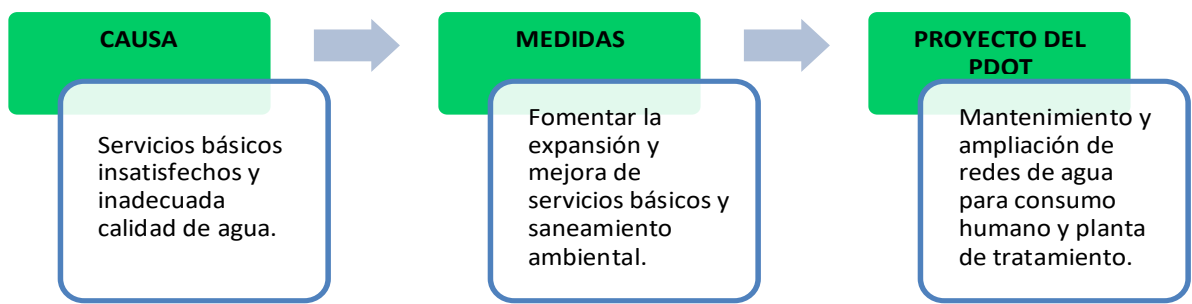 CAUSA
Servicios básicos
insatisfechos y
inadecuada
calidad de agua.
MEDIDAS
Fomentar la
expansión y
mejora de
servicios básicos y
saneamiento
ambiental.
PROYECTO DEL
PDOT
Mantenimiento y
ampliación de
redes de agua
para consumo
humano y planta
de tratamiento.